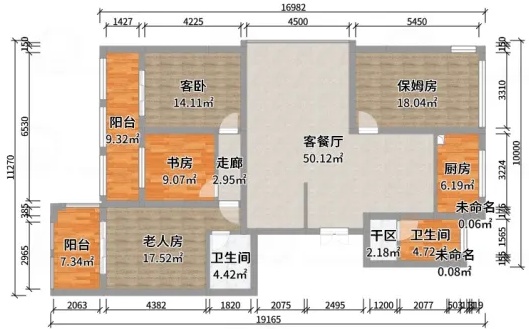 16982
1427 4225 4500 5450
客卧
14.11㎡
保姆房
18.04㎡
阳台
9.32㎡
书房
9.07㎡
走廊
2.95㎡
客餐厅
50.12㎡
厨房
6.19㎡
未命名
0.06㎡
阳台
7.34㎡
老人房
17.52㎡
卫生间
4.42㎡
干区
2.18㎡
卫生间
4.72㎡
未命名
0.08㎡
11270
6530
2965
150
3310
3224
1565
10000
2063 4382 1820 2075 2495 1200 2077 503
19165